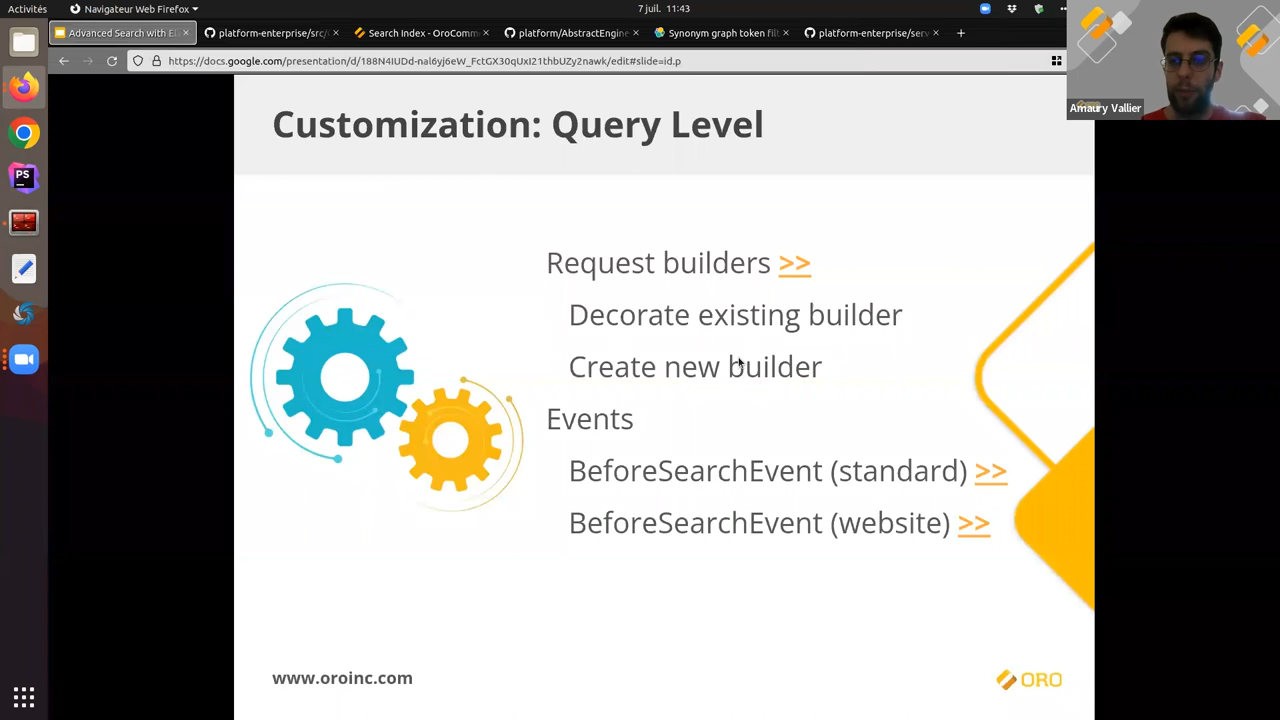 Activités
Navigateur Web Firefox
7 juil. 11:43
Advanced Search with El
platform-enterprise/src/
Search Index - OroComm
platform/AbstractEngine
Synonym graph token filt
platform-enterprise/serv
https://docs.google.com/presentation/d/188N4IUDd-nal6yj6eW_FctGX30qUxI21thbUZy2nawk/edit#slide=id.p
Amaury Vallier
PS
Customization: Query Level
Request builders >>
Decorate existing builder
Create new builder
Events
BeforeSearchEvent (standard) >>
BeforeSearchEvent (website) >>
www.oroinc.com
ORO